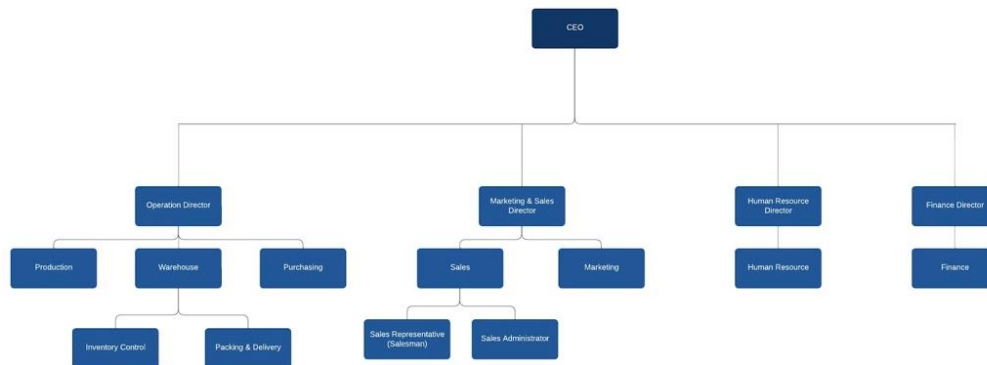 CEO
Operation Director
Marketing & Sales
Director
Human Resource
Director
Finance Director
Production
Warehouse
Purchasing
Sales
Marketing
Human Resource
Finance
Inventory Control
Packing & Delivery
Sales Representative
(Salesman)
Sales Administrator